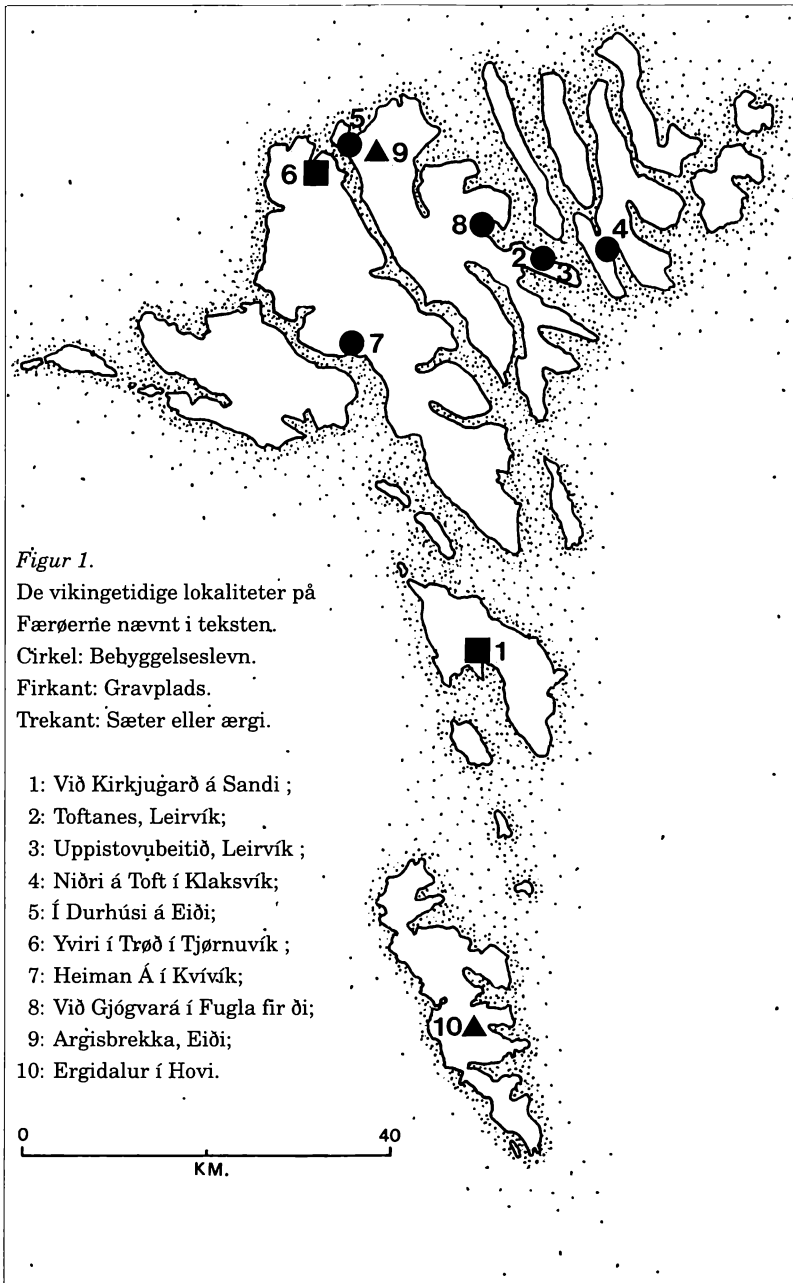 5
9
6
8
4
2
3
7
Figur 1.
De vikingetidige lokaliteter på
Færøerne nævnt i teksten.
Cirkel: Bebyggelseslevn.
Firkant: Gravplads.
Trekant: Sæter eller ærgi.
1
1: Við Kirkjugarð á Sandi ;
2: Toftanes, Leirvík;
3: Uppistovubeitið, Leirvík ;
4: Niðri á Toft í Klaksvík;
5: Í Durhúsi á Eiði;
6: Yviri í Trøð í Tjørnuvík ;
7: Heiman Á í Kvívík;
8: Við Gjógvará í Fugla fir ði;
9: Argisbrekka, Eiði;
10: Ergidalur í Hovi.
10
0 40
KM.